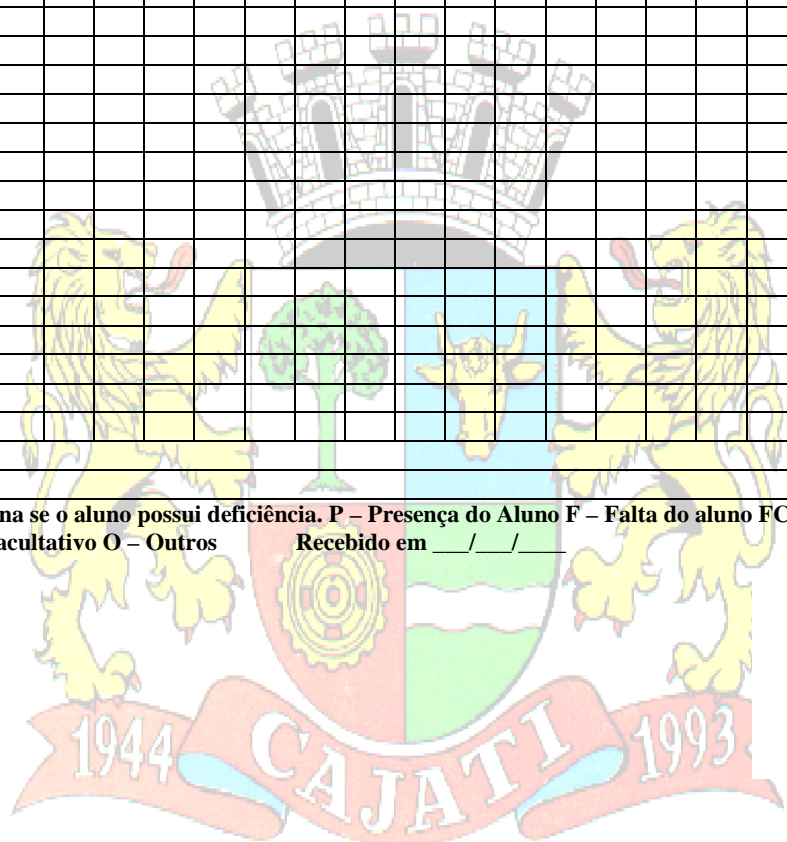 na se o aluno possui deficiência. P – Presença do Aluno F – Falta do aluno FC
acultativo O – Outros Recebido em ___/___/____
1944 CAJATI 1993